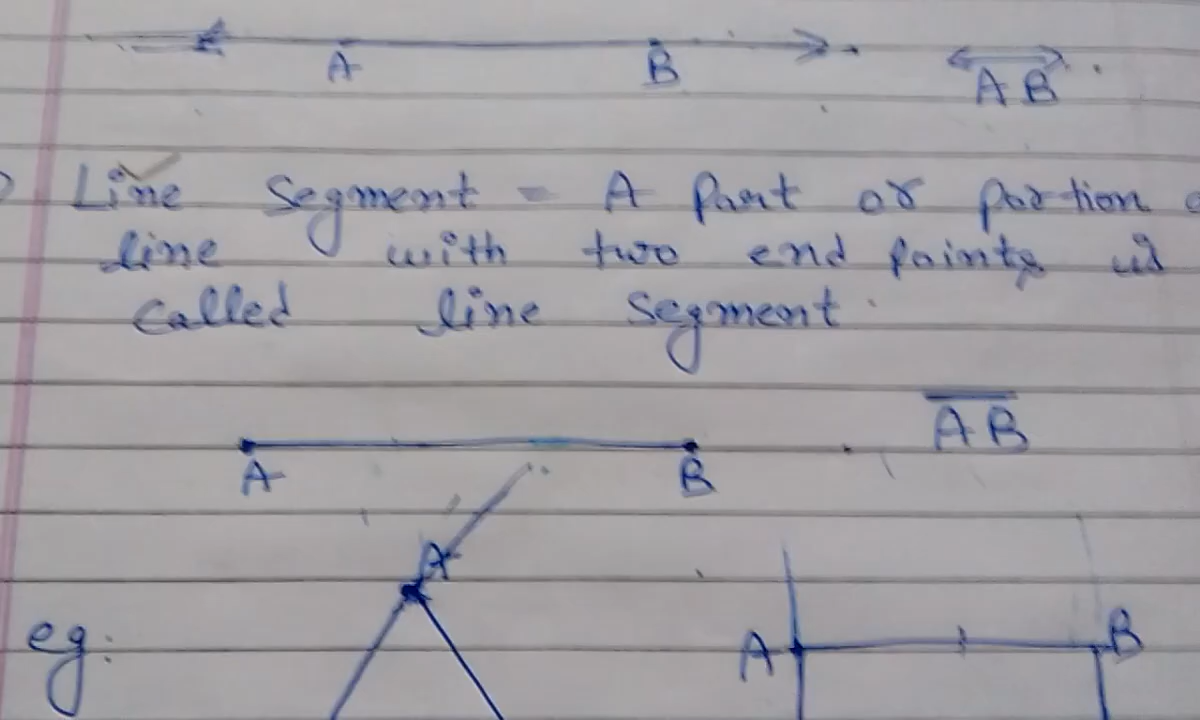 A B AB
Line Segment = A Part or portion
line with two end points is
called line segment.
AB
A B
A
eg:
A B